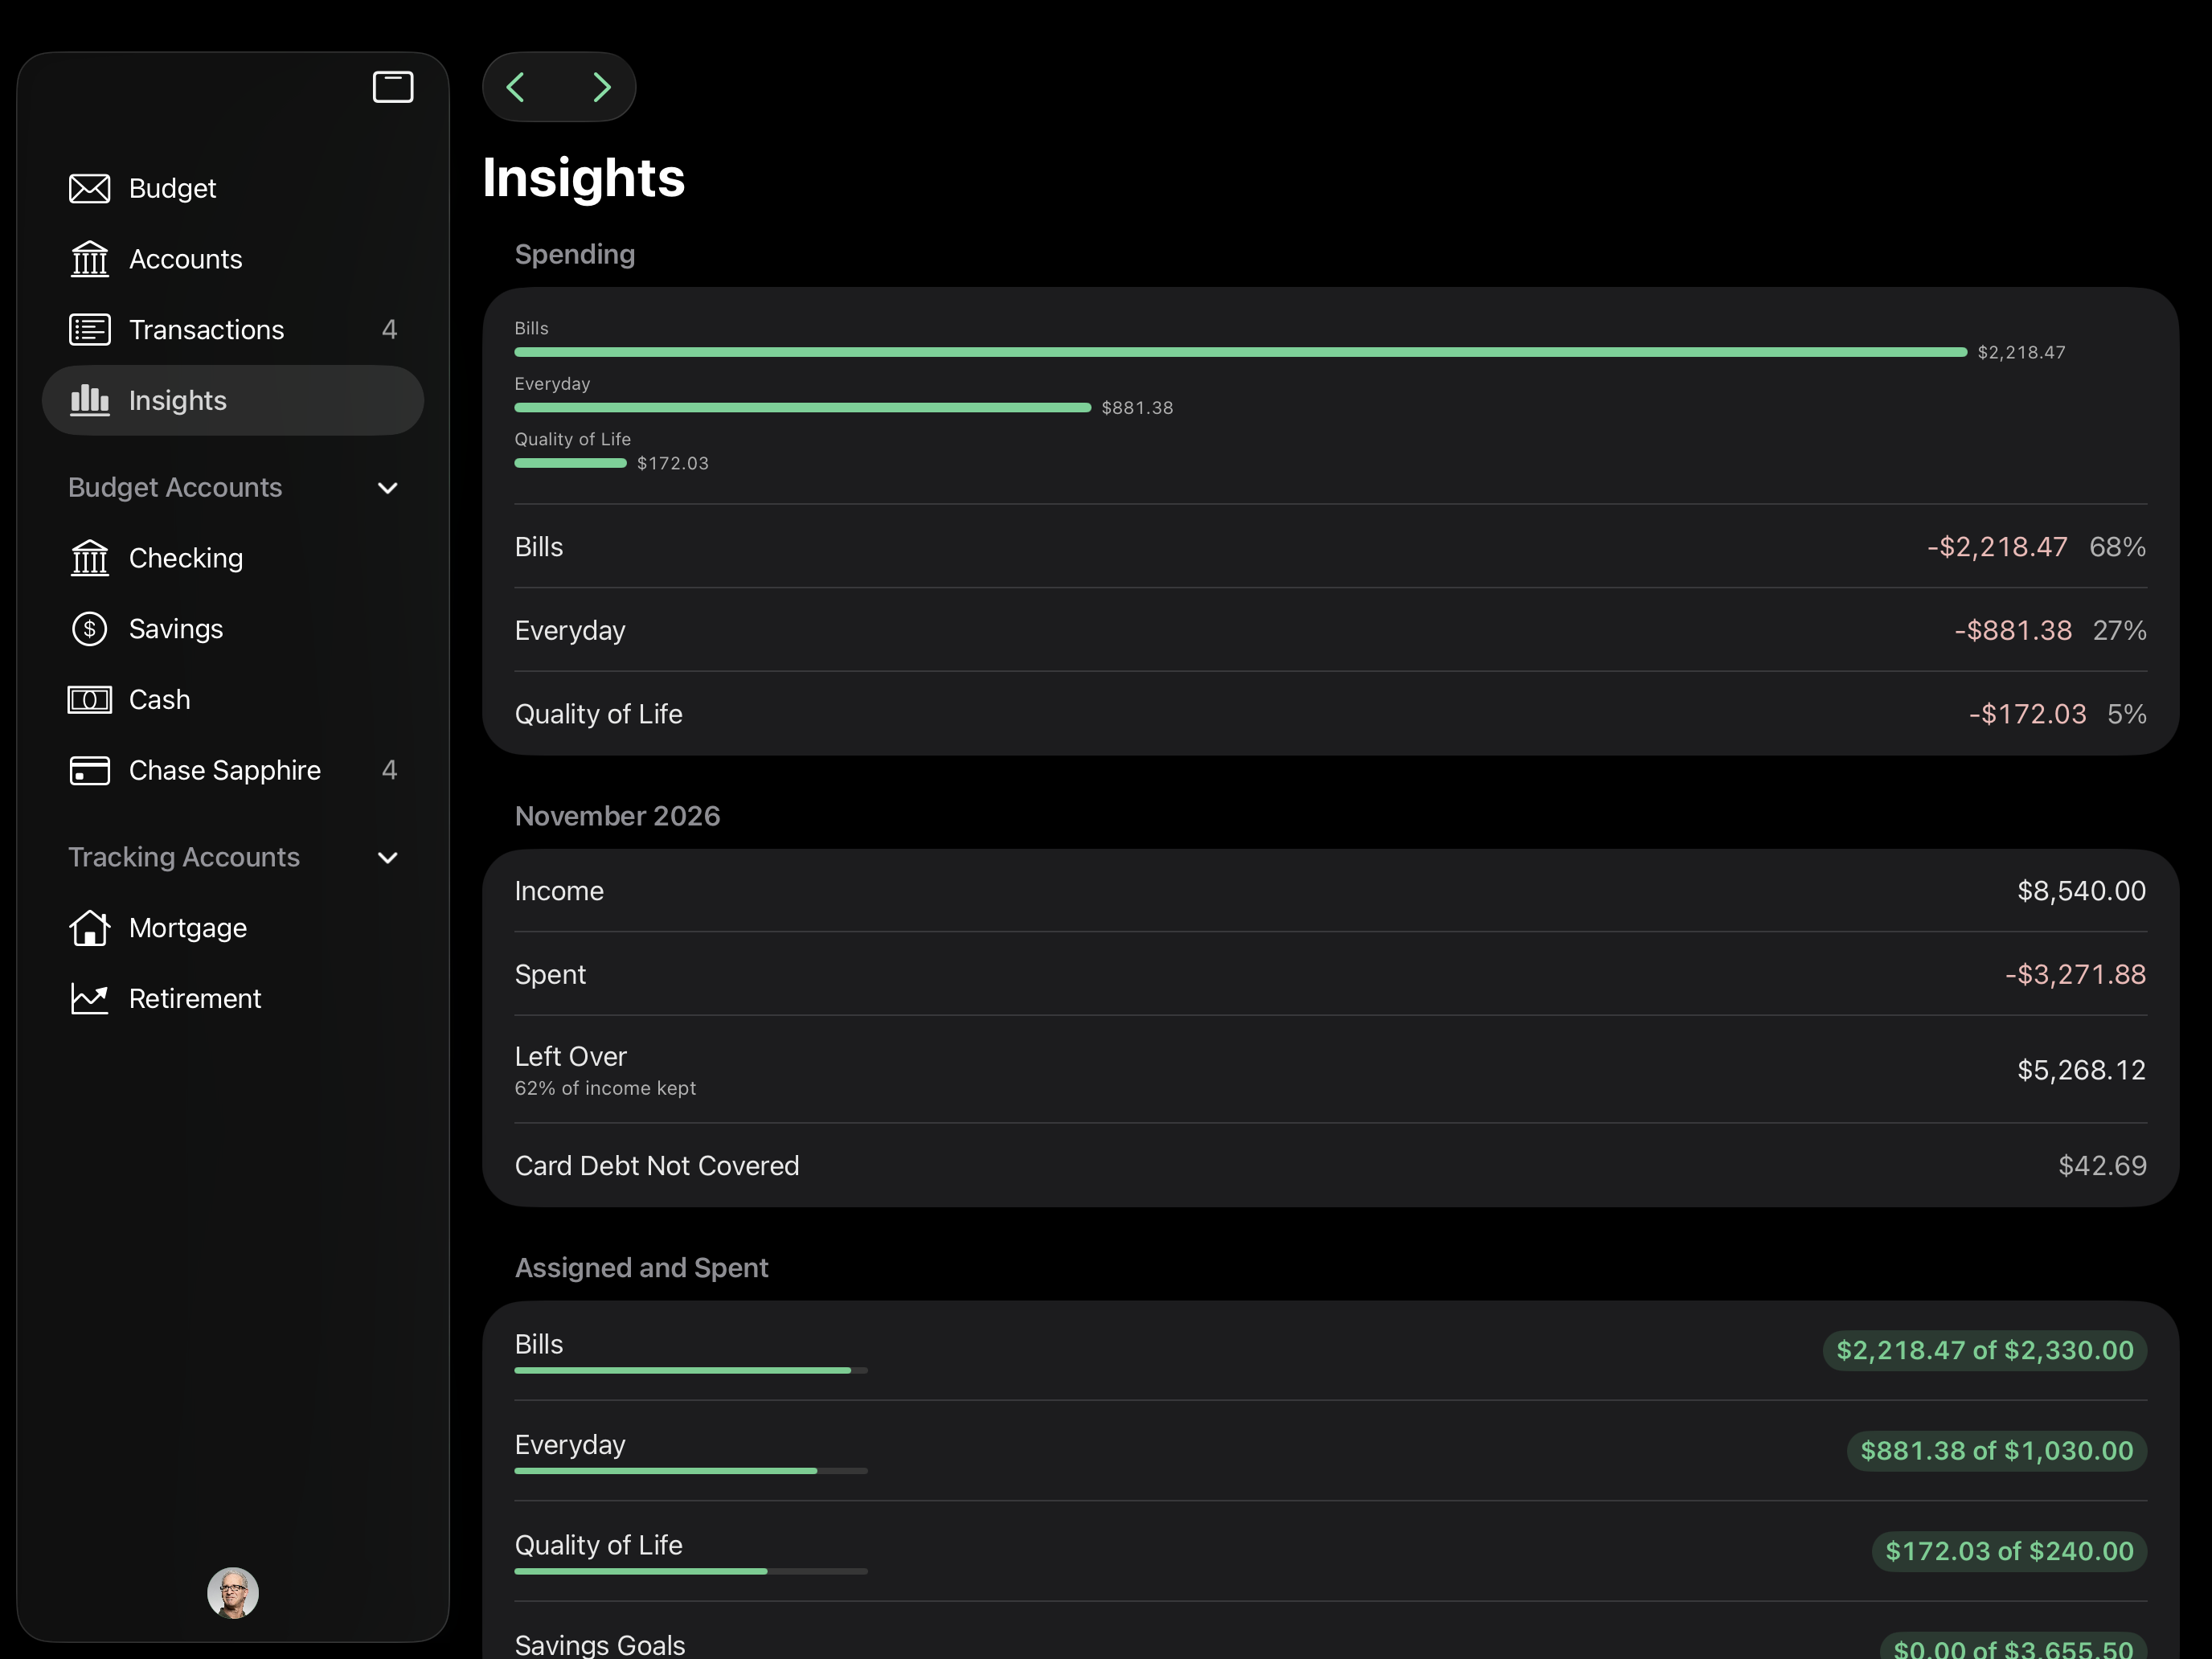 Budget
Accounts
Transactions 4
Insights
Budget Accounts
Checking
$ Savings
Cash
Chase Sapphire 4
Tracking Accounts
Mortgage
Retirement
Insights
Spending
Bills
$2,218.47
Everyday
$881.38
Quality of Life
$172.03
Bills -$2,218.47 68%
Everyday -$881.38 27%
Quality of Life -$172.03 5%
November 2026
Income $8,540.00
Spent -$3,271.88
Left Over $5,268.12
62% of income kept
Card Debt Not Covered $42.69
Assigned and Spent
Bills $2,218.47 of $2,330.00
Everyday $881.38 of $1,030.00
Quality of Life $172.03 of $240.00
Savings Goals $0.00 of $3,655.50